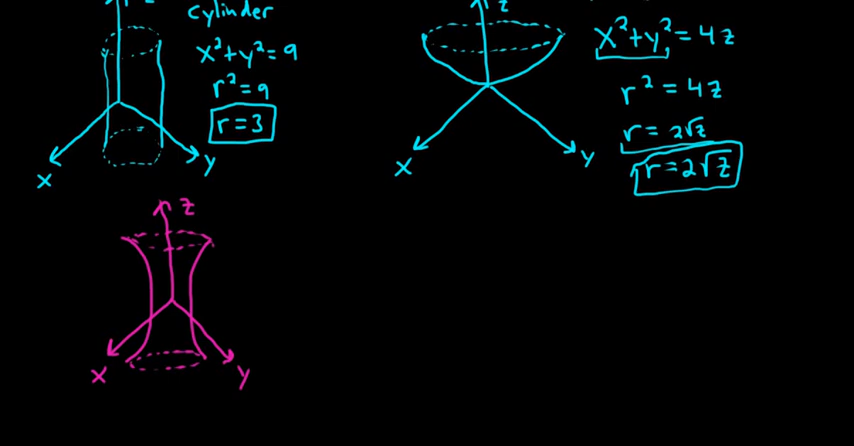 cylinder
x²+y²=9
r²=9
r=3
x
y
z
x²+y²=4z
r²=4z
r=2√z
r=2√z
x
y
z
x
y